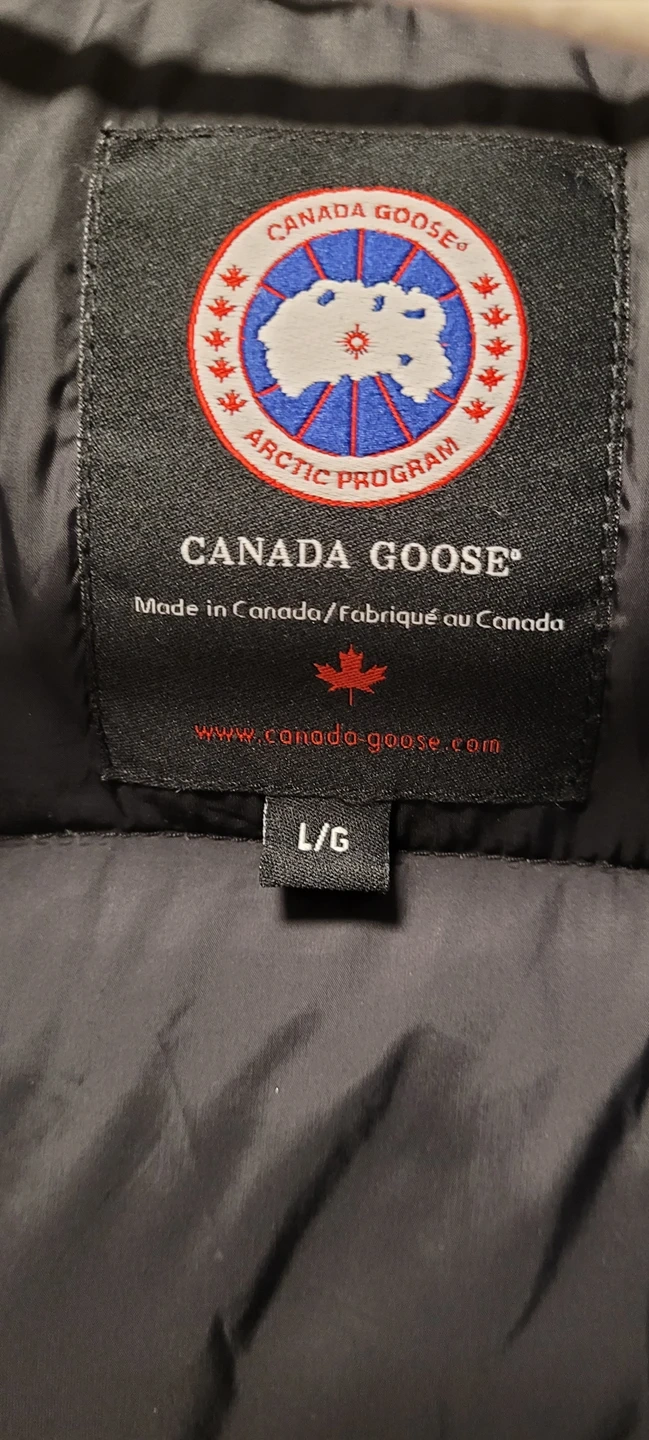 CANADA GOOSE®
ARCTIC PROGRAM
CANADA GOOSE®
Made in Canada/Fabriqué au Canada
www.canada-goose.com
L/G